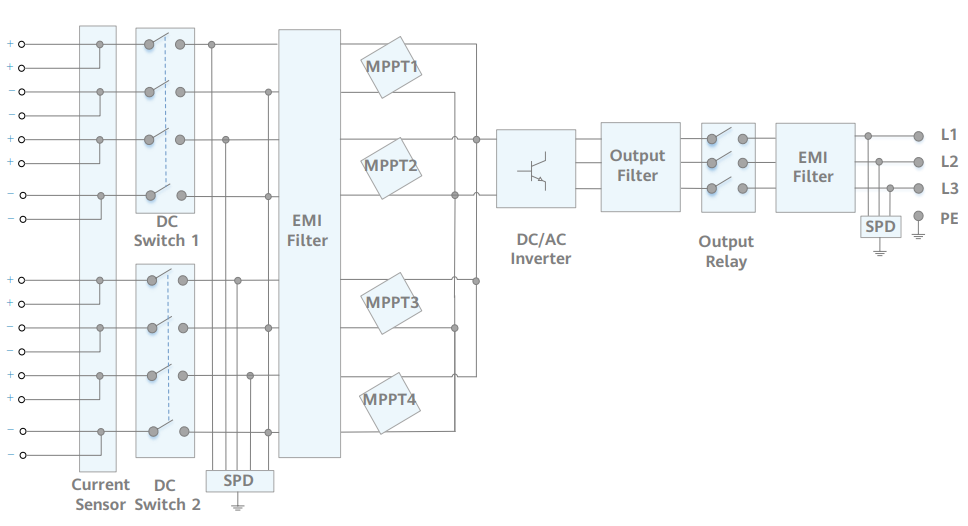 +
+
−
−
+
+
−
−
+
+
−
−
+
+
−
−
Current
Sensor
DC
Switch 1
DC
Switch 2
SPD
EMI
Filter
MPPT1
MPPT2
MPPT3
MPPT4
DC/AC
Inverter
Output
Filter
Output
Relay
EMI
Filter
SPD
L1
L2
L3
PE